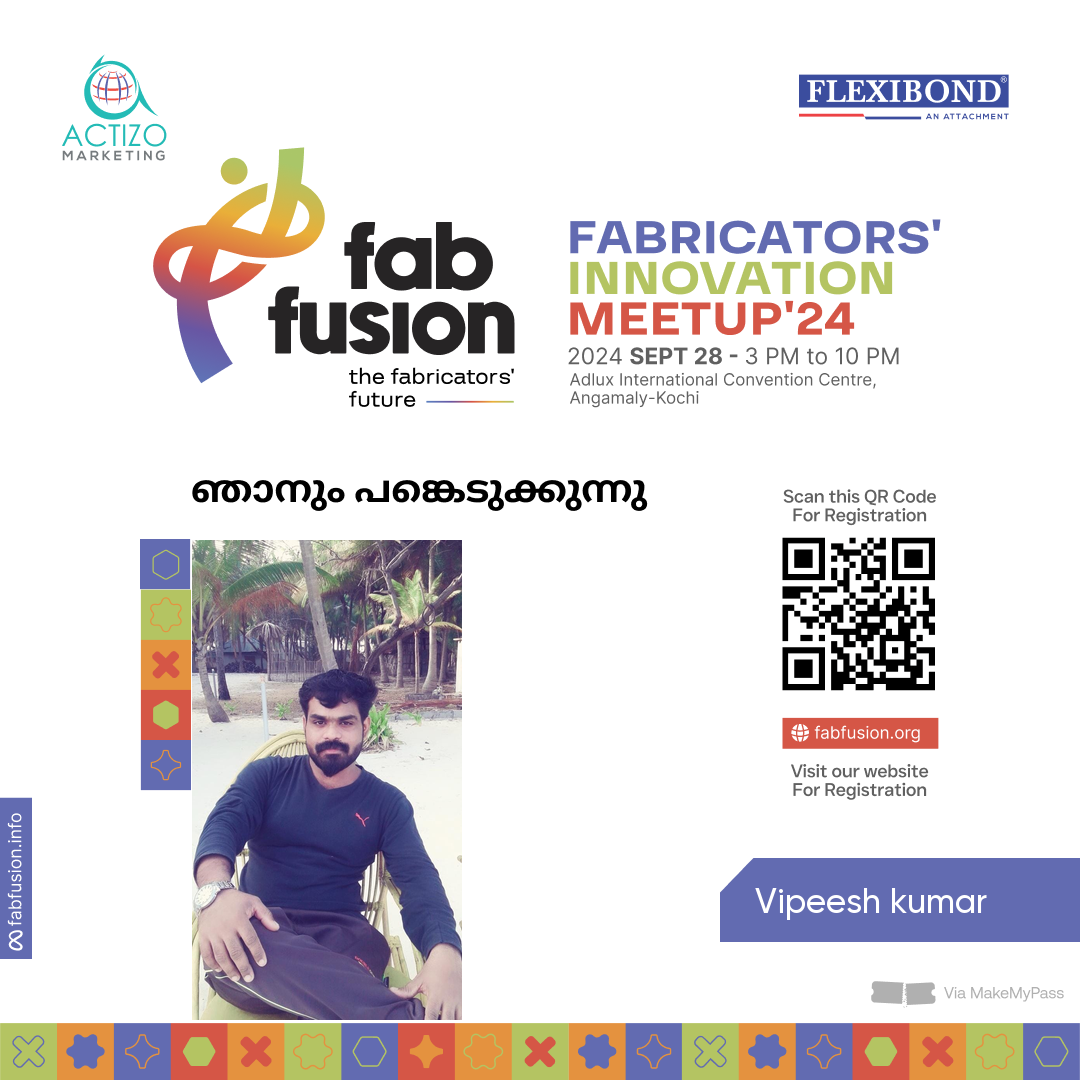 ACTIZO
MARKETING
FLEXIBOND®
AN ATTACHMENT
fab
fusion
the fabricators'
future
FABRICATORS'
INNOVATION
MEETUP'24
2024 SEPT 28 - 3 PM to 10 PM
Adlux International Convention Centre,
Angamaly-Kochi
ഞാനും പങ്കെടുക്കുന്നു
Scan this QR Code
For Registration
fabfusion.org
Visit our website
For Registration
fabfusion.info
Vipeesh kumar
Via MakeMyPass